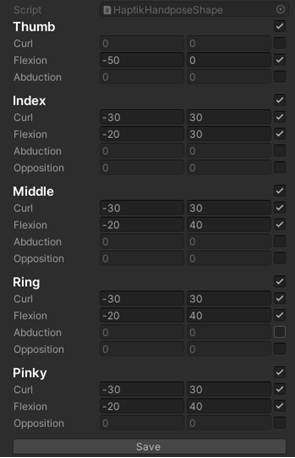 Script HaptikHandposeShape
Thumb
Curl 0 0
Flexion -50 0
Abduction 0 0
Index
Curl -30 30
Flexion -20 30
Abduction 0 0
Opposition 0 0
Middle
Curl -30 30
Flexion -20 40
Abduction 0 0
Opposition 0 0
Ring
Curl -30 30
Flexion -20 40
Abduction 0 0
Opposition 0 0
Pinky
Curl -30 30
Flexion -20 40
Opposition 0 0
Save